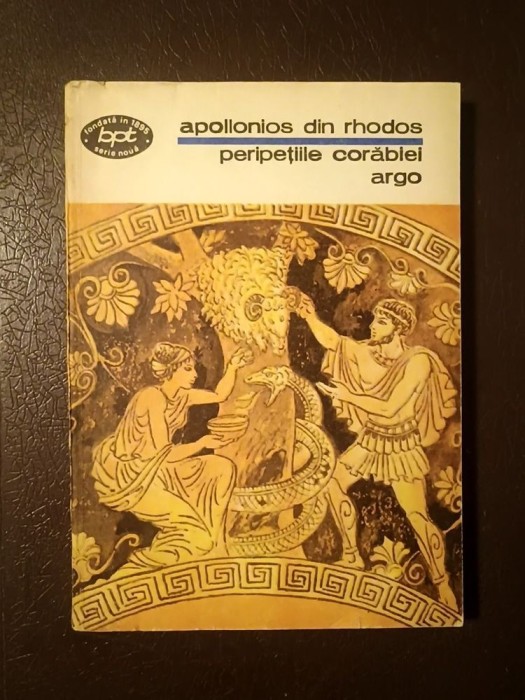 fondată în 1895
bpt
serie nouă
apollonios din rhodos
peripețiile corăbiei
argo